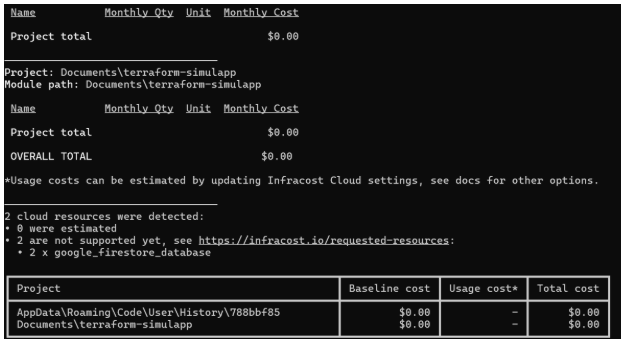 Name Monthly Qty Unit Monthly Cost
Project total $0.00
Project: Documents\terraform-simulapp
Module path: Documents\terraform-simulapp
Name Monthly Qty Unit Monthly Cost
Project total $0.00
OVERALL TOTAL $0.00
*Usage costs can be estimated by updating Infracost Cloud settings, see docs for other options.
2 cloud resources were detected:
• 0 were estimated
• 2 are not supported yet, see https://infracost.io/requested-resources:
• 2 x google_firestore_database
Project Baseline cost Usage cost* Total cost
AppData\Roaming\Code\User\History\788bbf85 $0.00 - $0.00
Documents\terraform-simulapp $0.00 - $0.00